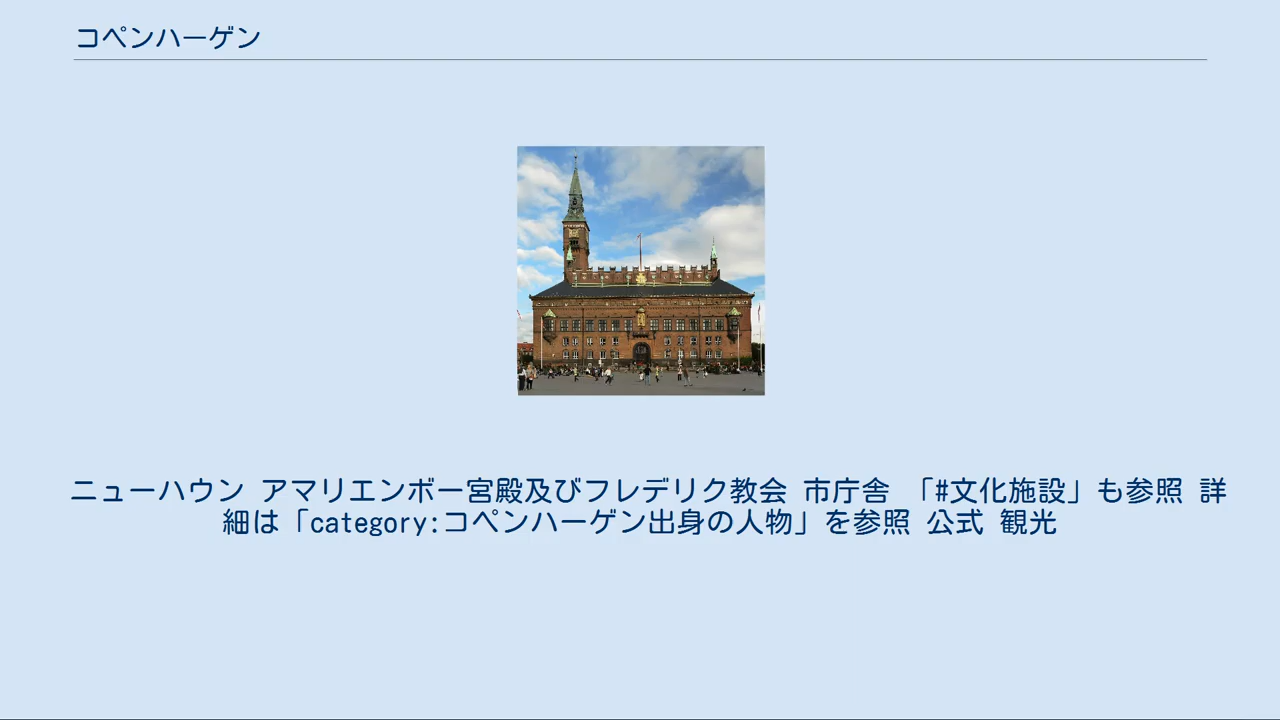 コペンハーゲン
ニューハウン アマリエンボー宮殿及びフレデリク教会 市庁舎 「#文化施設」も参照 詳
細は「category:コペンハーゲン出身の人物」を参照 公式 観光